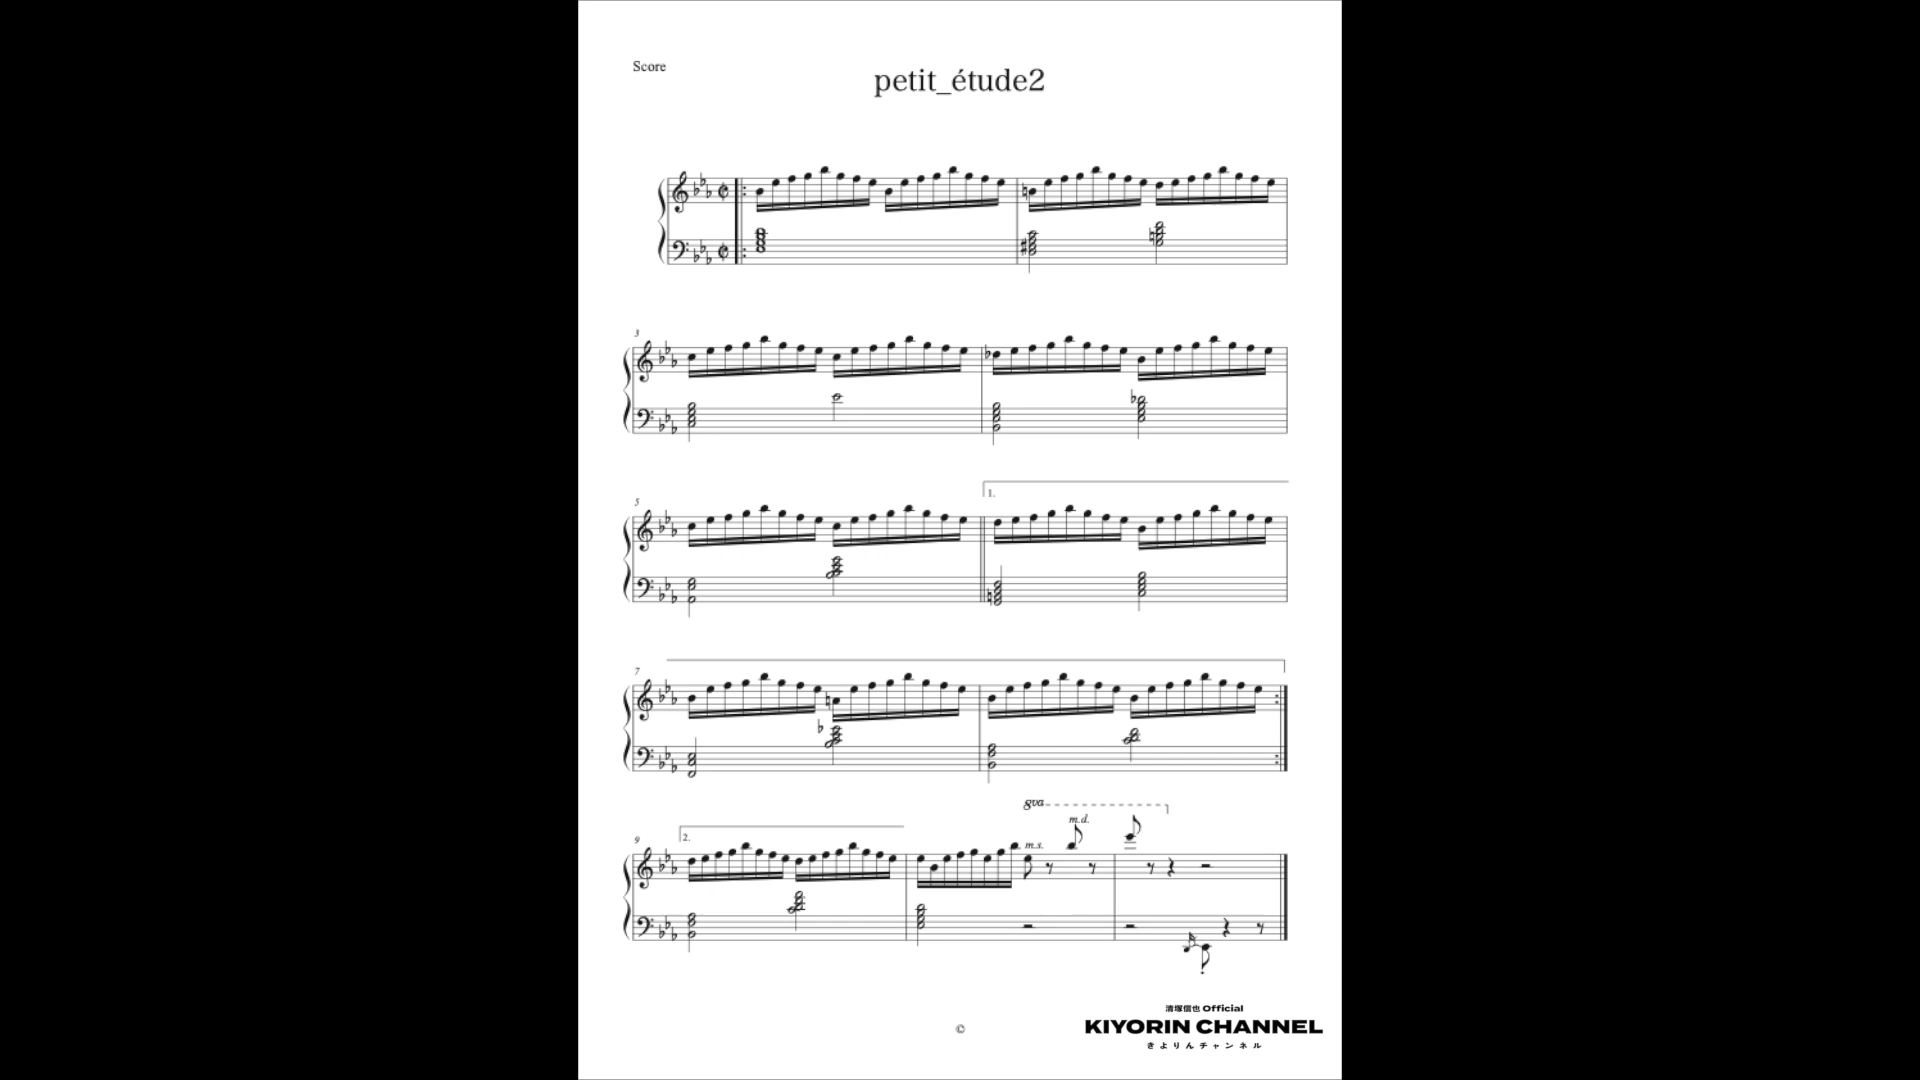 Score
petit_étude2
3
5
1.
7
9
2.
8va
m.s.
m.d.
©
清塚信也 Official
KIYORIN CHANNEL
きよりんチャンネル